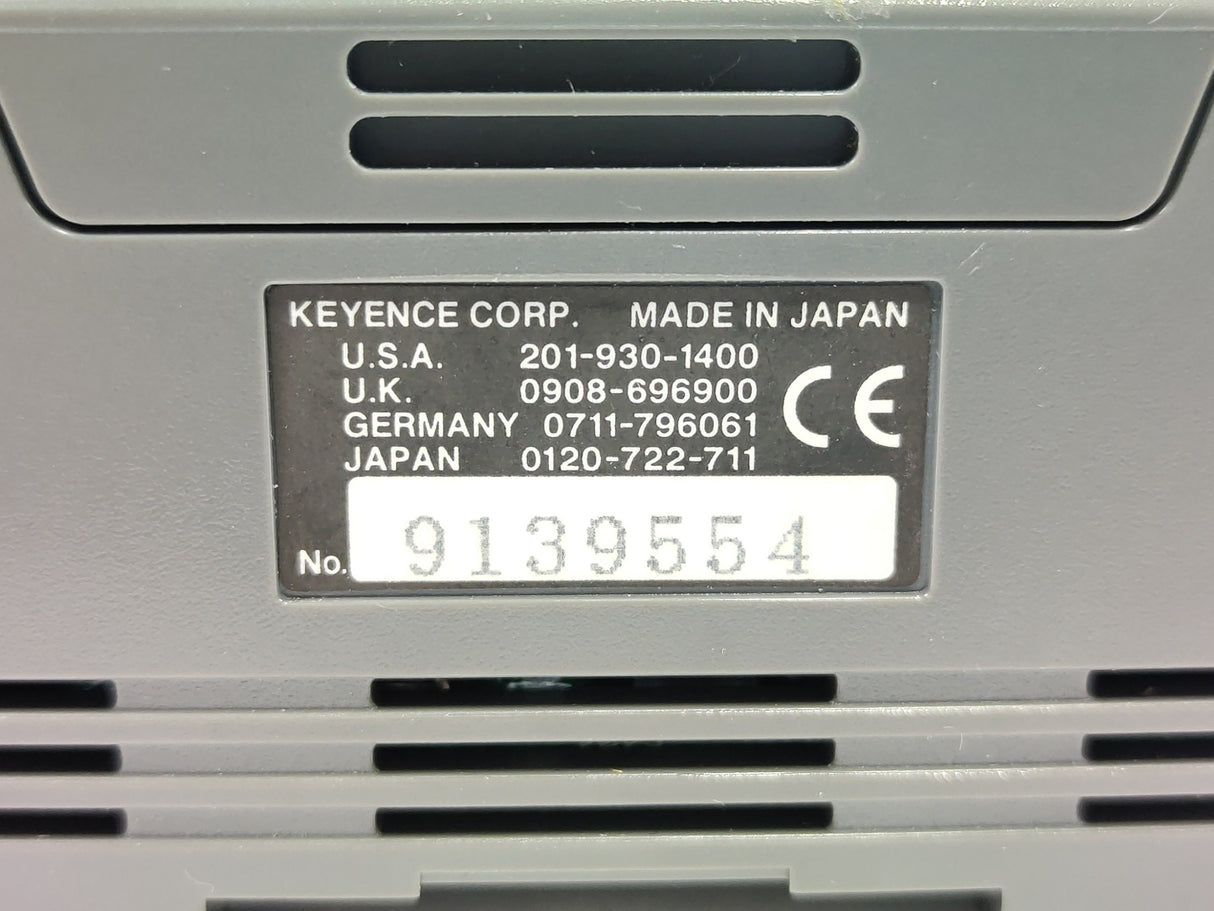 KEYENCE CORP. MADE IN JAPAN
U.S.A. 201-930-1400
U.K. 0908-696900
GERMANY 0711-796061
JAPAN 0120-722-711
CE
No. 9139554